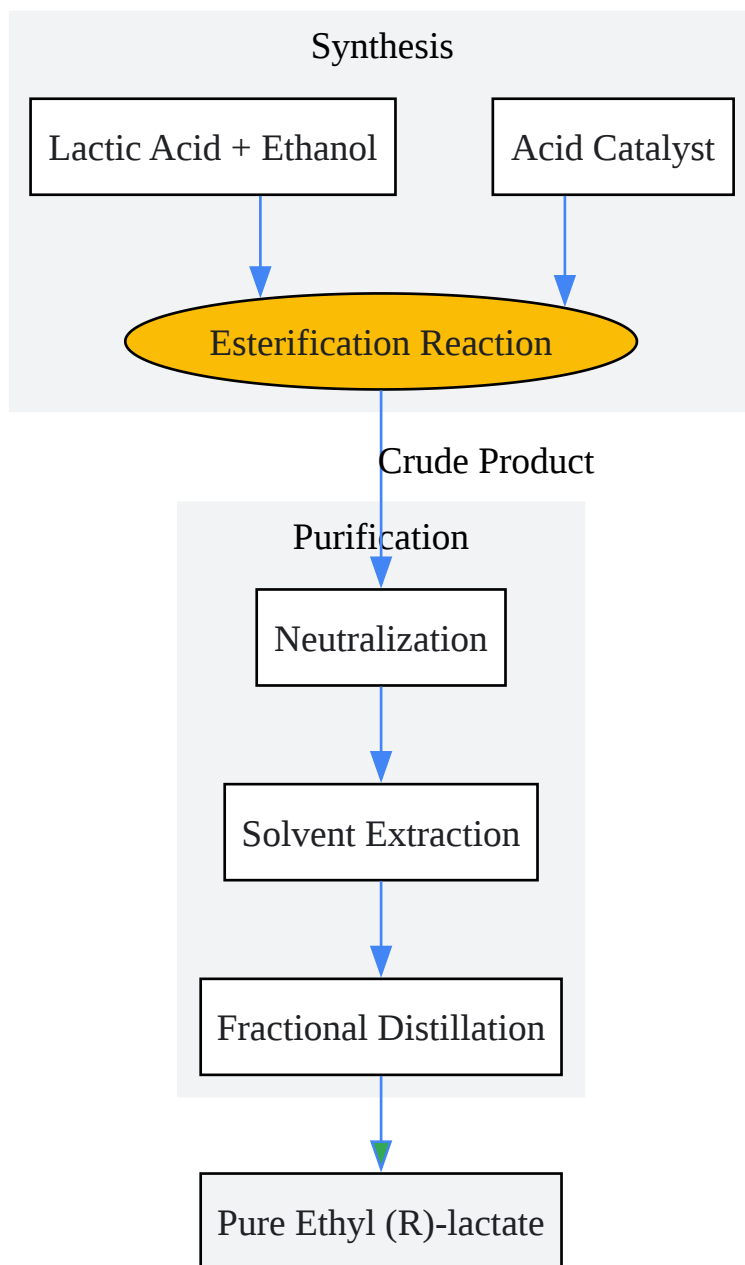 Synthesis
Lactic Acid + Ethanol
Acid Catalyst
Esterification Reaction
Crude Product
Purification
Neutralization
Solvent Extraction
Fractional Distillation
Pure Ethyl (R)-lactate